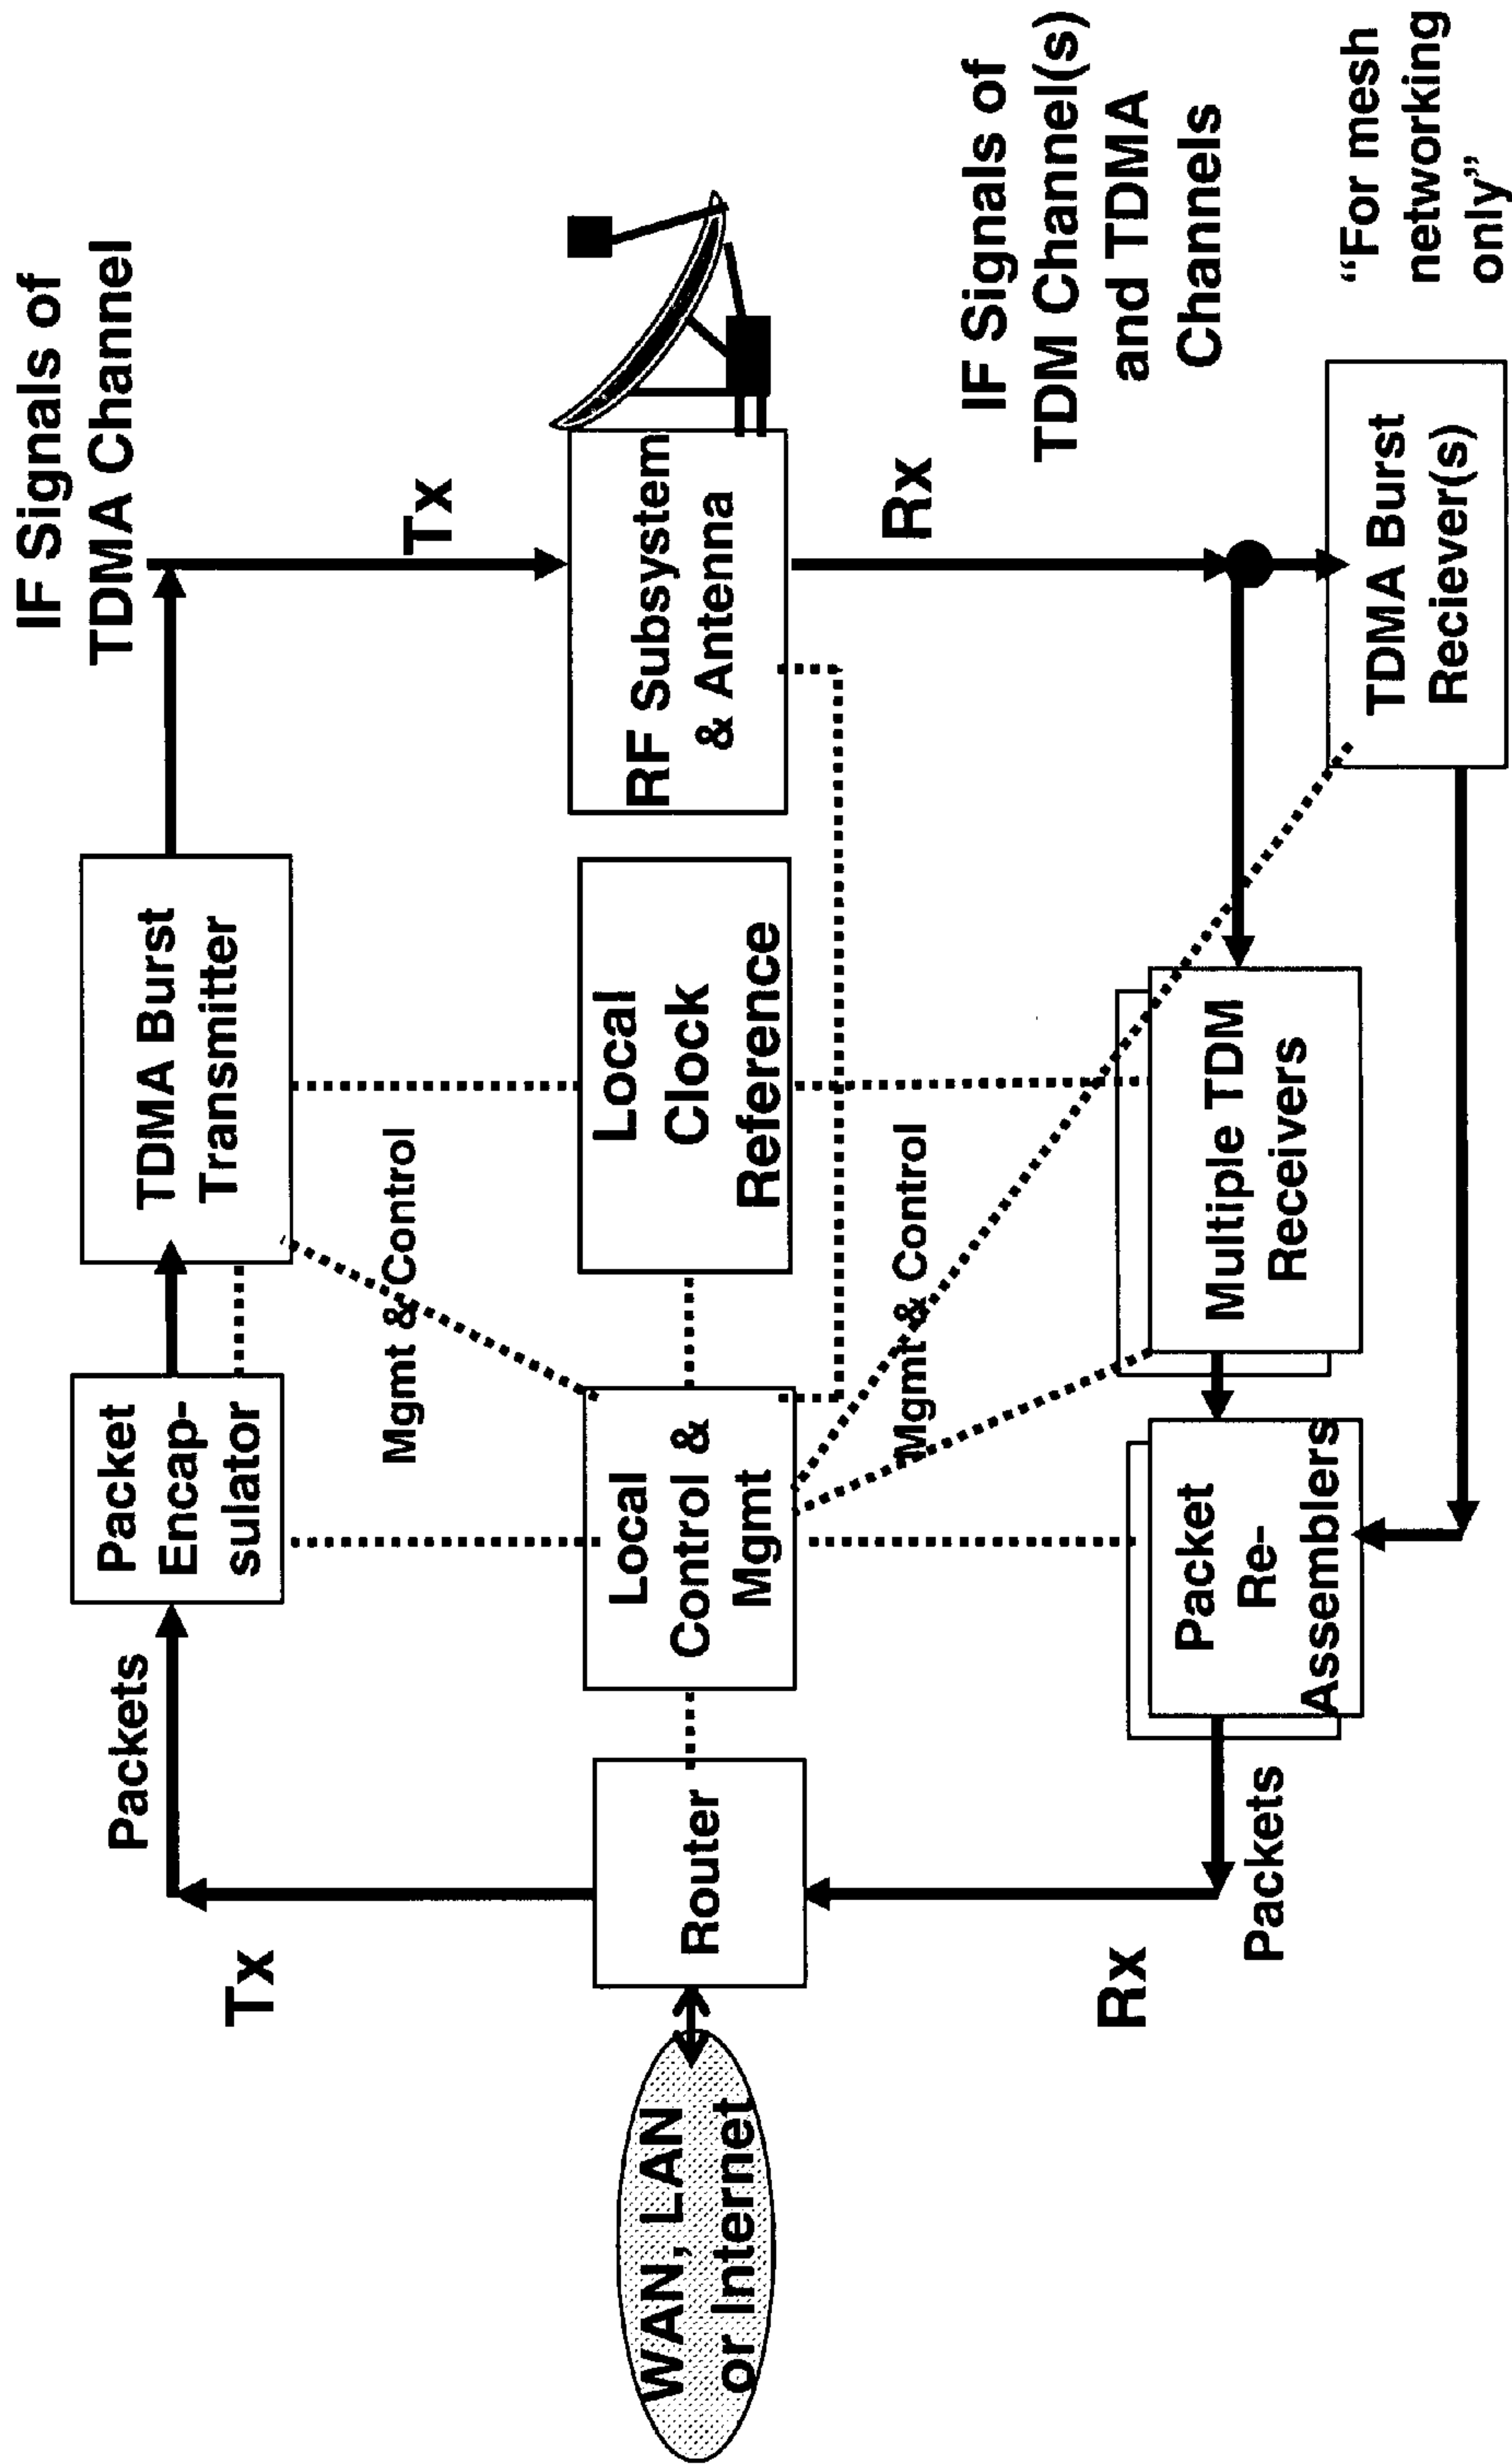 IF Signals of
TDMA Channel
Packets
Packet
Encap-
sulator
TDMA Burst
Transmitter
Tx
Tx
Mgmt & Control
WAN, LAN
or Internet
Router
Local
Control &
Mgmt
Local
Clock
Reference
RF Subsystem
& Antenna
Mgmt & Control
Rx
Rx
IF Signals of
TDM Channel(s)
and TDMA
Channels
Packets
Packet
Re-
Assemblers
Multiple TDM
Receivers
TDMA Burst
Reciever(s)
“For mesh
networking
only”